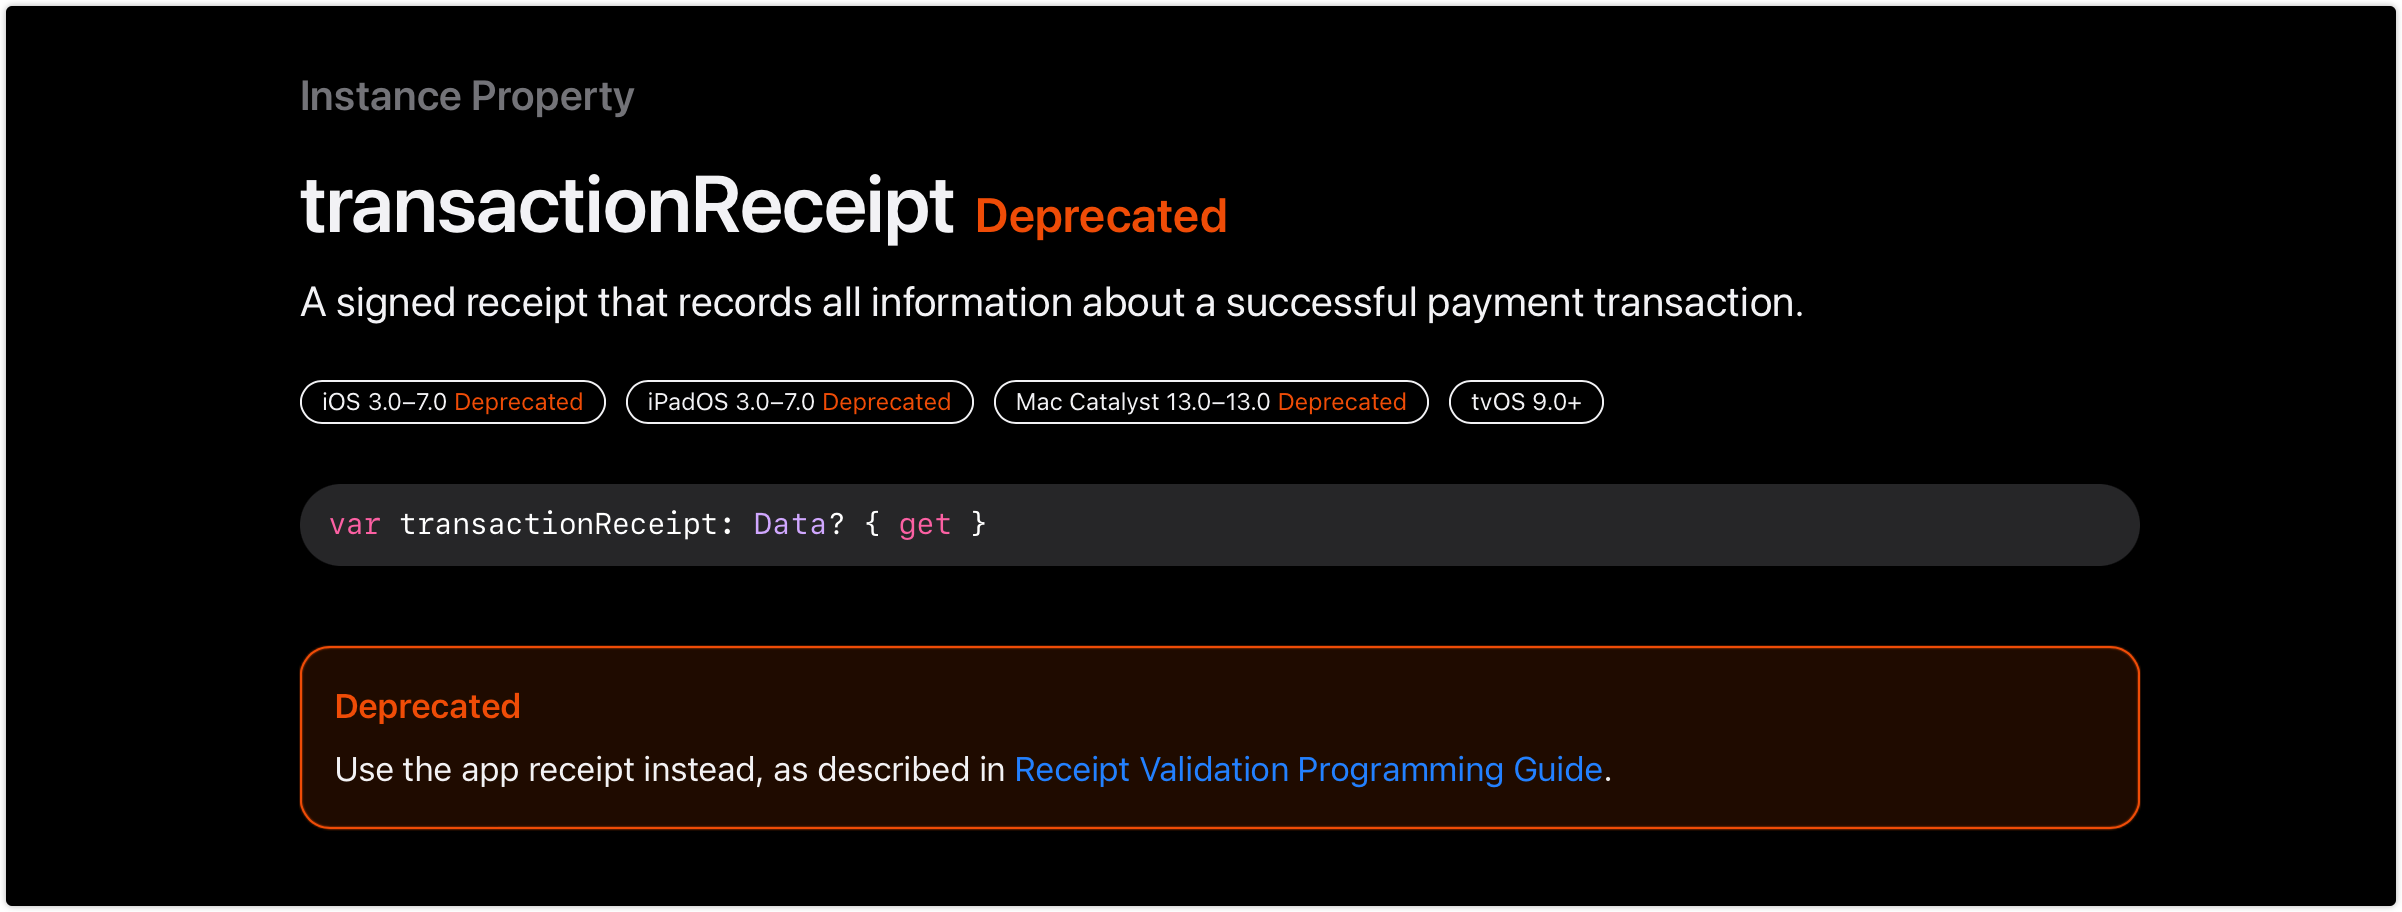 Instance Property
transactionReceipt Deprecated
A signed receipt that records all information about a successful payment transaction.
iOS 3.0–7.0 Deprecated iPadOS 3.0–7.0 Deprecated Mac Catalyst 13.0–13.0 Deprecated tvOS 9.0+
var transactionReceipt: Data? { get }
Deprecated
Use the app receipt instead, as described in Receipt Validation Programming Guide.